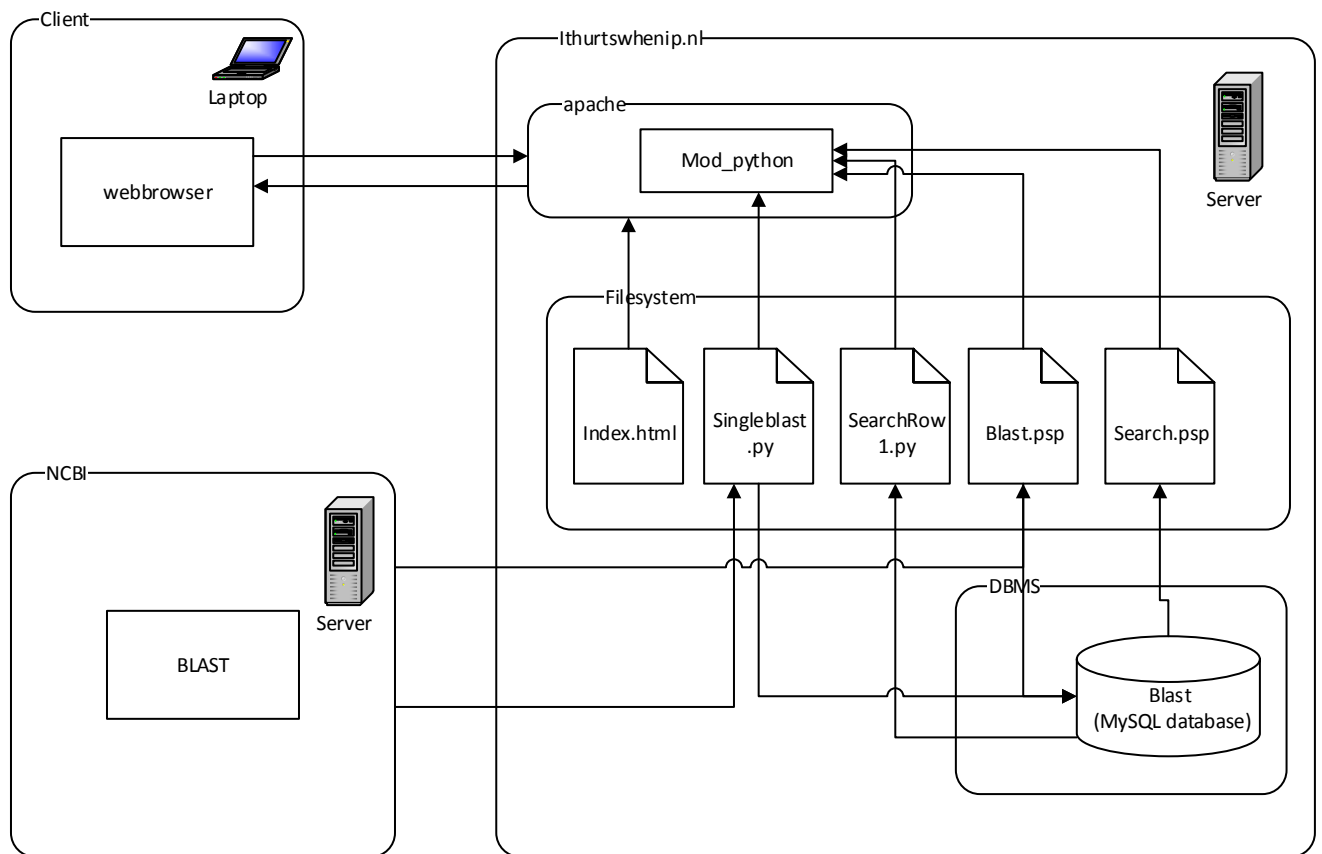 Client
Laptop
webbrowser
Ithurtswhenip.nl
apache
Mod_python
Server
Filesystem
Index.html
Singleblast
.py
SearchRow
1.py
Blast.psp
Search.psp
NCBI
Server
BLAST
DBMS
Blast
(MySQL database)